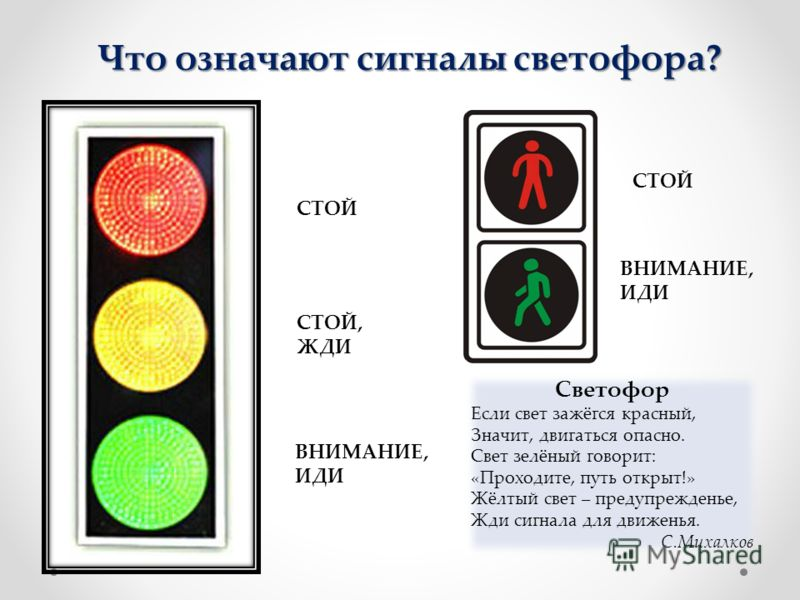 Что означают сигналы светофора?
СТОЙ
СТОЙ,
ЖДИ
ВНИМАНИЕ,
ИДИ
СТОЙ
ВНИМАНИЕ,
ИДИ
Светофор
Если свет зажёгся красный,
Значит, двигаться опасно.
Свет зелёный говорит:
«Проходите, путь открыт!»
Жёлтый свет – предупрежденье,
Жди сигнала для движенья.
С.Михалков
MyShared